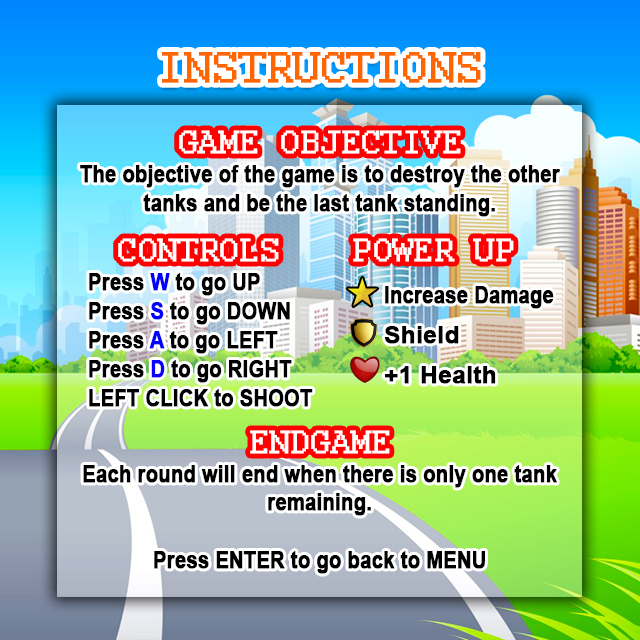 INSTRUCTIONS
GAME OBJECTIVE
The objective of the game is to destroy the other
tanks and be the last tank standing.
CONTROLS
Press W to go UP
Press S to go DOWN
Press A to go LEFT
Press D to go RIGHT
LEFT CLICK to SHOOT
POWER UP
Increase Damage
Shield
+1 Health
ENDGAME
Each round will end when there is only one tank
remaining.
Press ENTER to go back to MENU